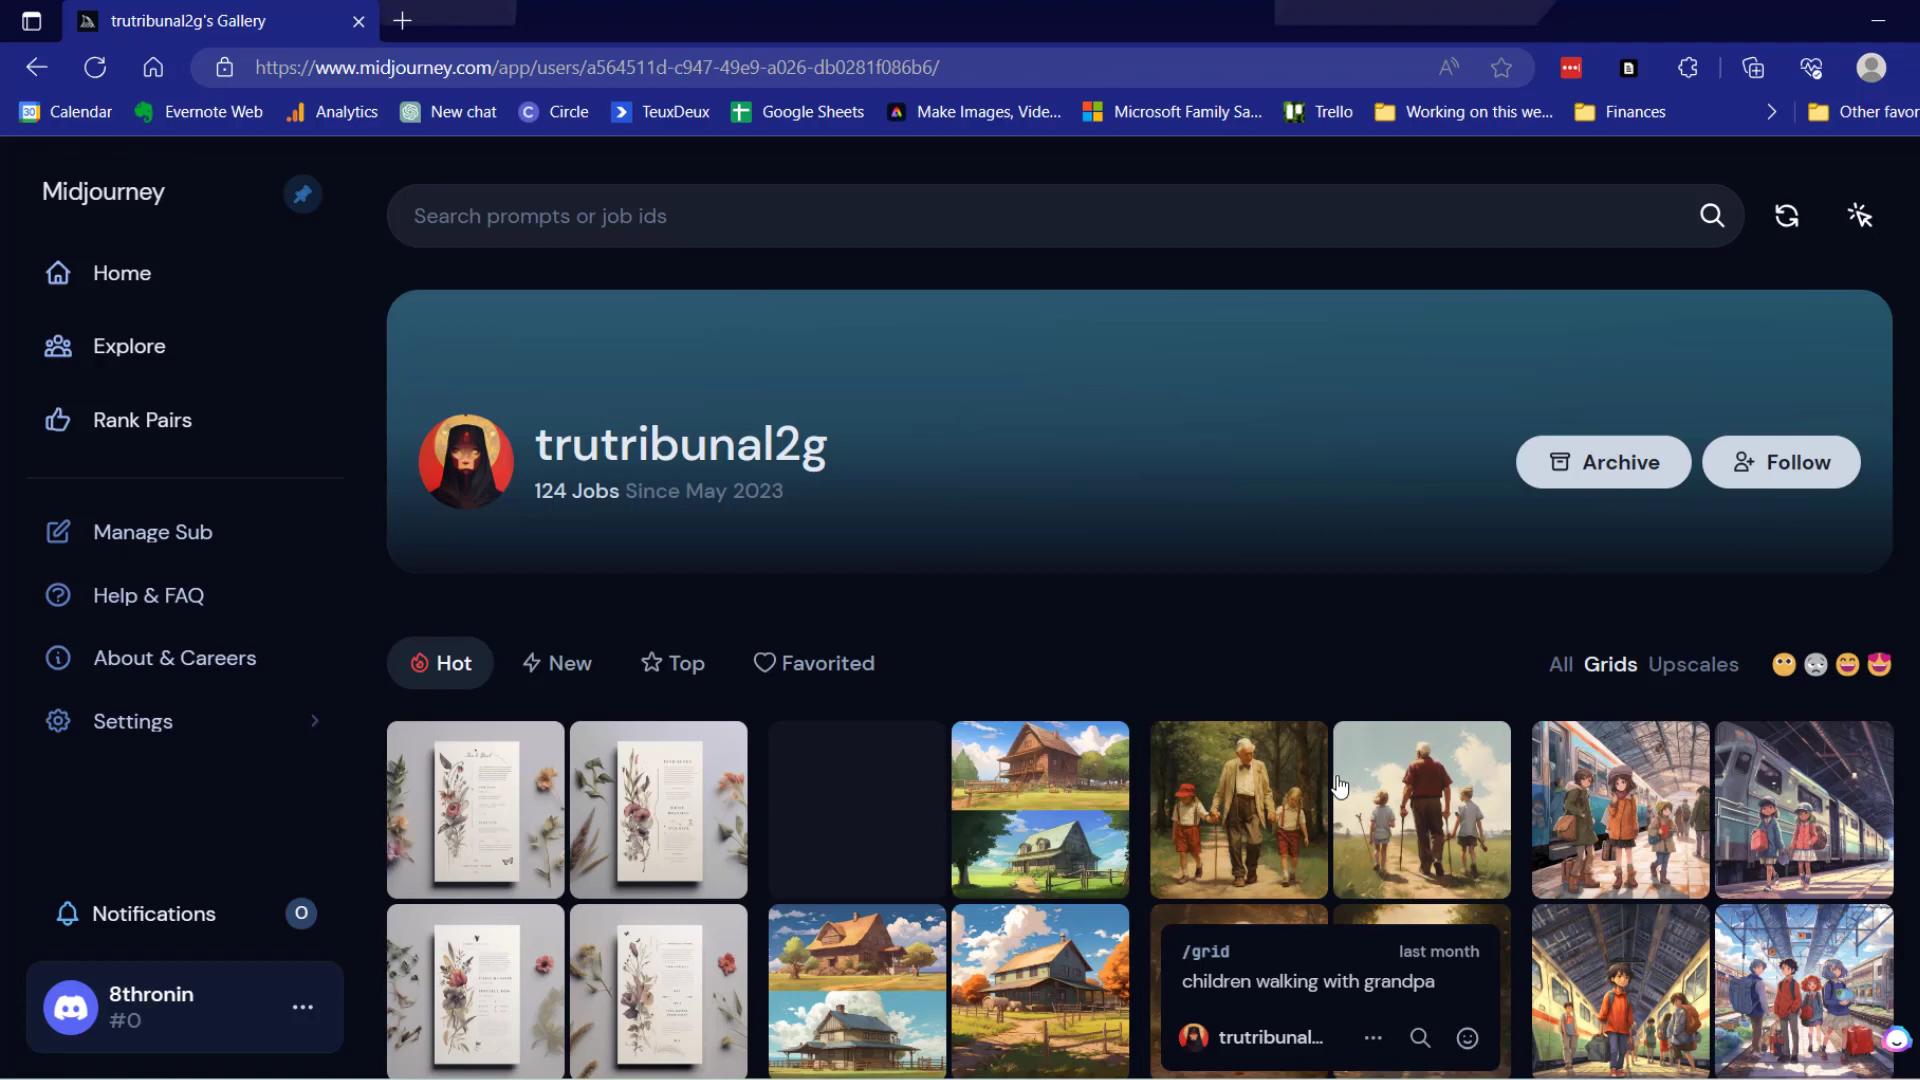 trutribunal2g's Gallery
https://www.midjourney.com/app/users/a564511d-c947-49e9-a026-db0281f086b6/
Calendar
Evernote Web
Analytics
New chat
Circle
TeuxDeux
Google Sheets
Make Images, Vide...
Microsoft Family Sa...
Trello
Working on this we...
Finances
Other favor
Midjourney
Search prompts or job ids
Home
Explore
Rank Pairs
Manage Sub
Help & FAQ
About & Careers
Settings
Notifications
0
8thronin
#0
trutribunal2g
124 Jobs Since May 2023
Archive
Follow
Hot
New
Top
Favorited
All Grids Upscales
/grid
last month
children walking with grandpa
trutribunal...